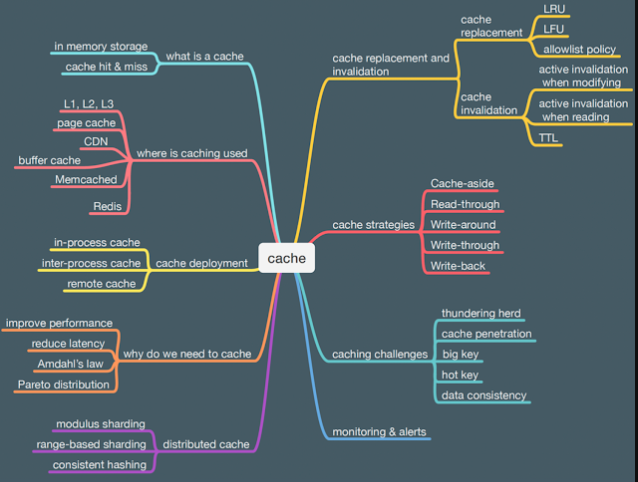 cache
what is a cache
in memory storage
cache hit & miss
where is caching used
L1, L2, L3
page cache
CDN
buffer cache
Memcached
Redis
cache deployment
in-process cache
inter-process cache
remote cache
why do we need to cache
improve performance
reduce latency
Amdahl's law
Pareto distribution
distributed cache
modulus sharding
range-based sharding
consistent hashing
cache replacement and
invalidation
cache
replacement
LRU
LFU
allowlist policy
cache
invalidation
active invalidation
when modifying
active invalidation
when reading
TTL
cache strategies
Cache-aside
Read-through
Write-around
Write-through
Write-back
caching challenges
thundering herd
cache penetration
big key
hot key
data consistency
monitoring & alerts